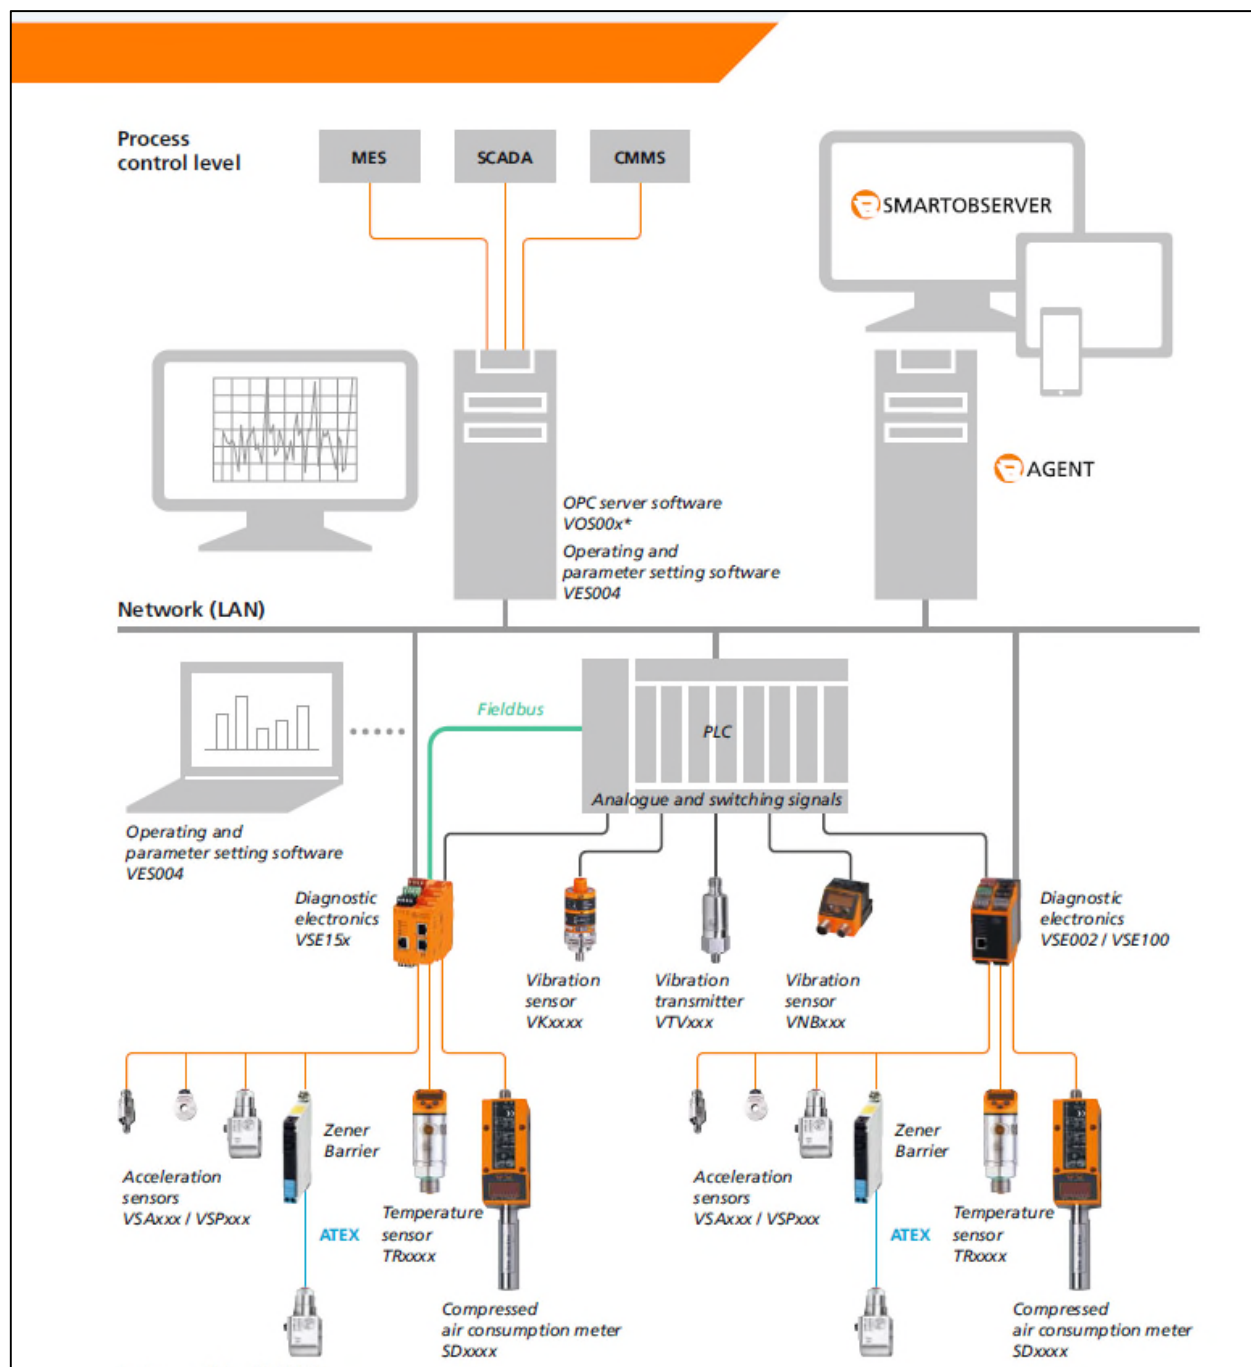 Process
control level
MES
SCADA
CMMS
SMARTOBSERVER
AGENT
OPC server software
VOS00x*
Operating and
parameter setting software
VES004
Network (LAN)
Fieldbus
PLC
Analogue and switching signals
Operating and
parameter setting software
VES004
Diagnostic
electronics
VSE15x
Vibration
sensor
VKxxxx
Vibration
transmitter
VTVxxx
Vibration
sensor
VNBxxx
Diagnostic
electronics
VSE002 / VSE100
Zener
Barrier
Acceleration
sensors
VSAxxx / VSPxxx
ATEX
Temperature
sensor
TRxxxx
Compressed
air consumption meter
SDxxxx
Zener
Barrier
Acceleration
sensors
VSAxxx / VSPxxx
ATEX
Temperature
sensor
TRxxxx
Compressed
air consumption meter
SDxxxx